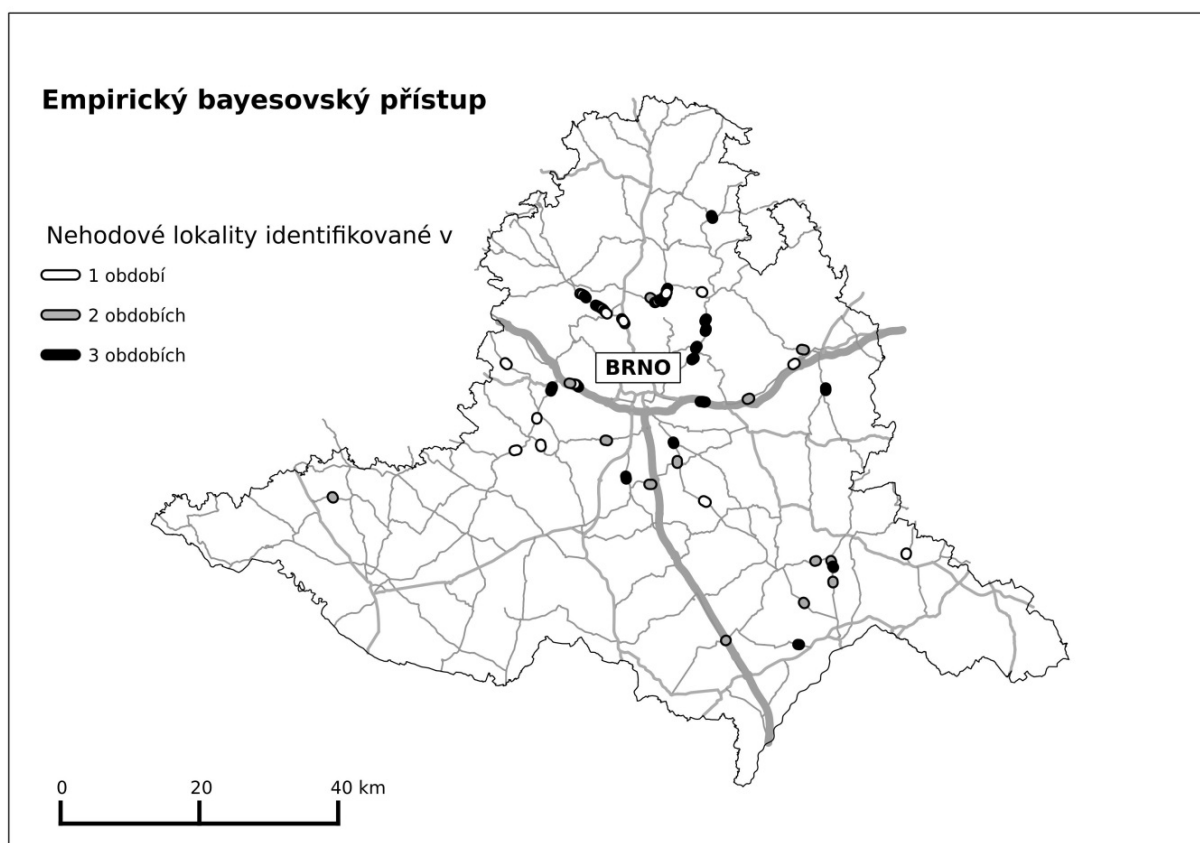 Empirický bayesovský přístup
Nehodové lokality identifikované v
1 období
2 obdobích
3 obdobích
BRNO
0 20 40 km